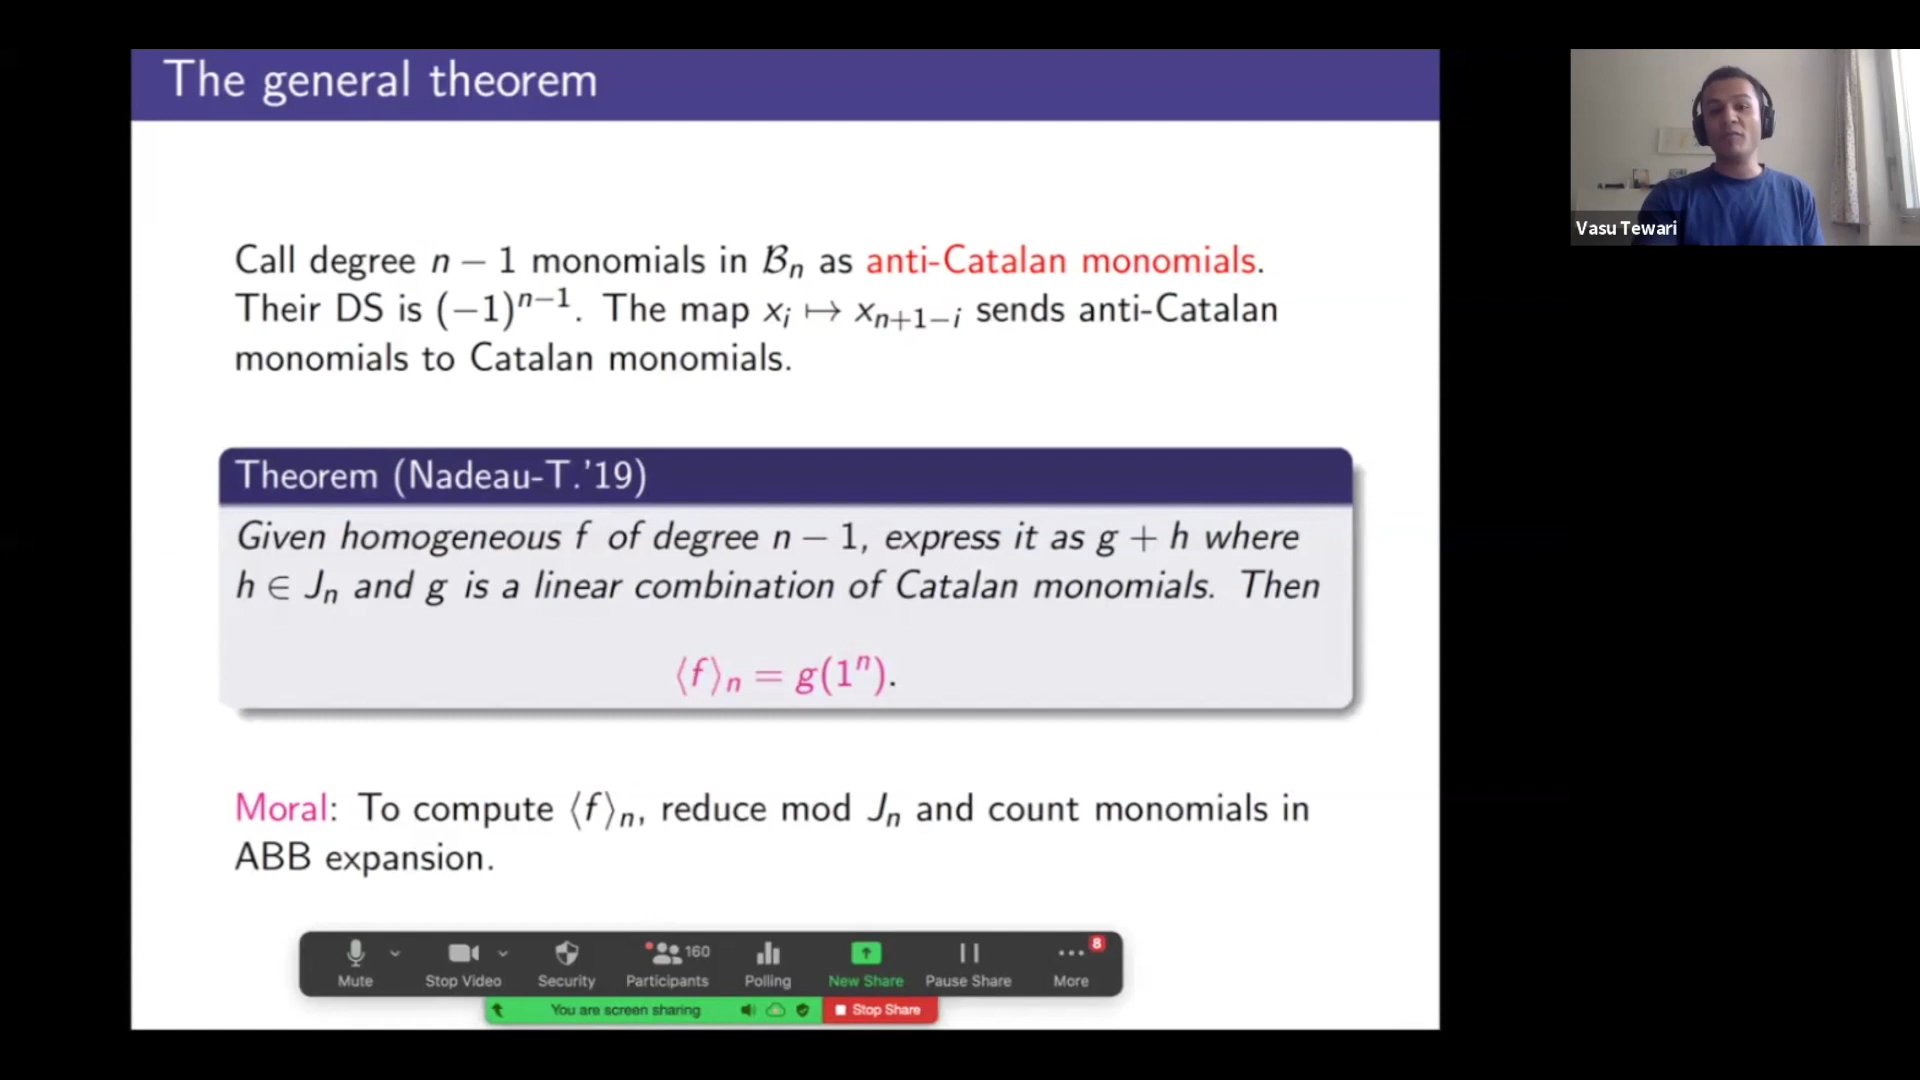 The general theorem
Vasu Tewari
Call degree n − 1 monomials in ℬₙ as anti-Catalan monomials.
Their DS is (−1)ⁿ⁻¹. The map xᵢ ↦ xₙ₊₁₋ᵢ sends anti-Catalan
monomials to Catalan monomials.
Theorem (Nadeau-T.'19)
Given homogeneous f of degree n − 1, express it as g + h where
h ∈ Jₙ and g is a linear combination of Catalan monomials. Then
⟨f⟩ₙ = g(1ⁿ).
Moral: To compute ⟨f⟩ₙ, reduce mod Jₙ and count monomials in
ABB expansion.
160 8
Mute Stop Video Security Participants Polling New Share Pause Share More
You are screen sharing Stop Share